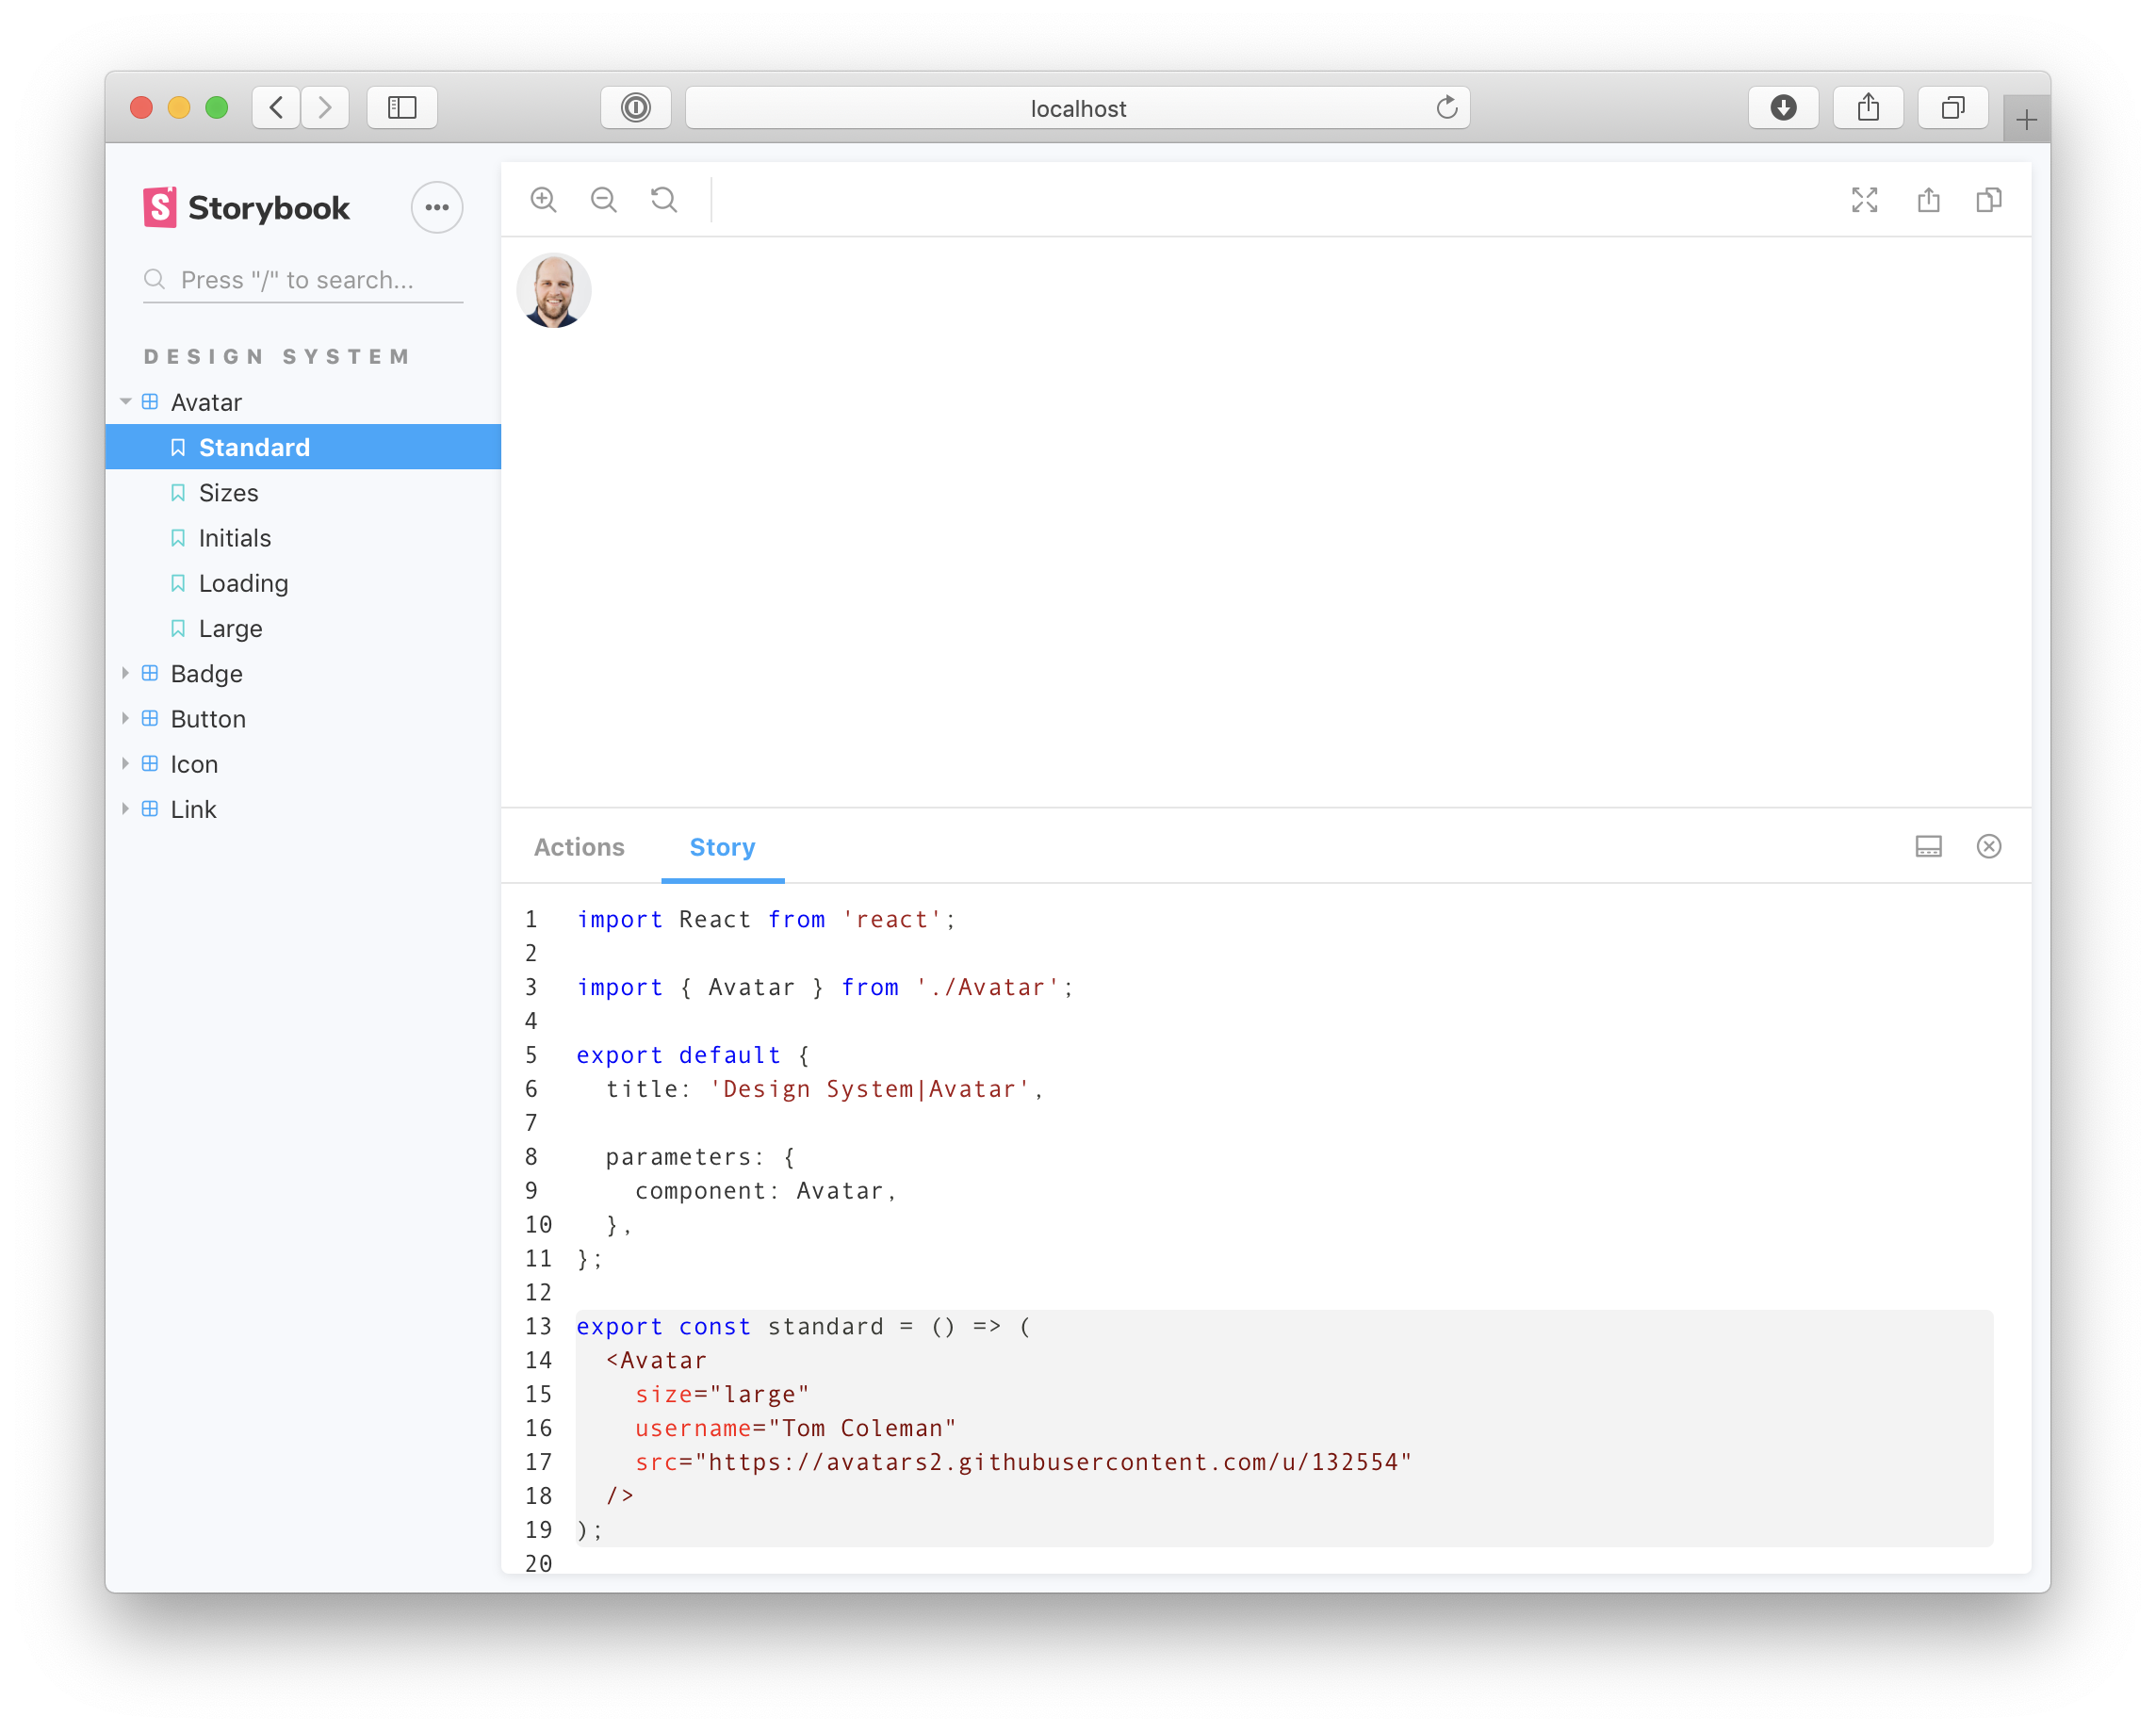 localhost
Storybook
Press "/" to search...
DESIGN SYSTEM
Avatar
Standard
Sizes
Initials
Loading
Large
Badge
Button
Icon
Link
Actions Story
1 import React from 'react';
2
3 import { Avatar } from './Avatar';
4
5 export default {
6 title: 'Design System|Avatar',
7
8 parameters: {
9 component: Avatar,
10 },
11 };
12
13 export const standard = () => (
14 <Avatar
15 size="large"
16 username="Tom Coleman"
17 src="https://avatars2.githubusercontent.com/u/132554"
18 />
19 );
20